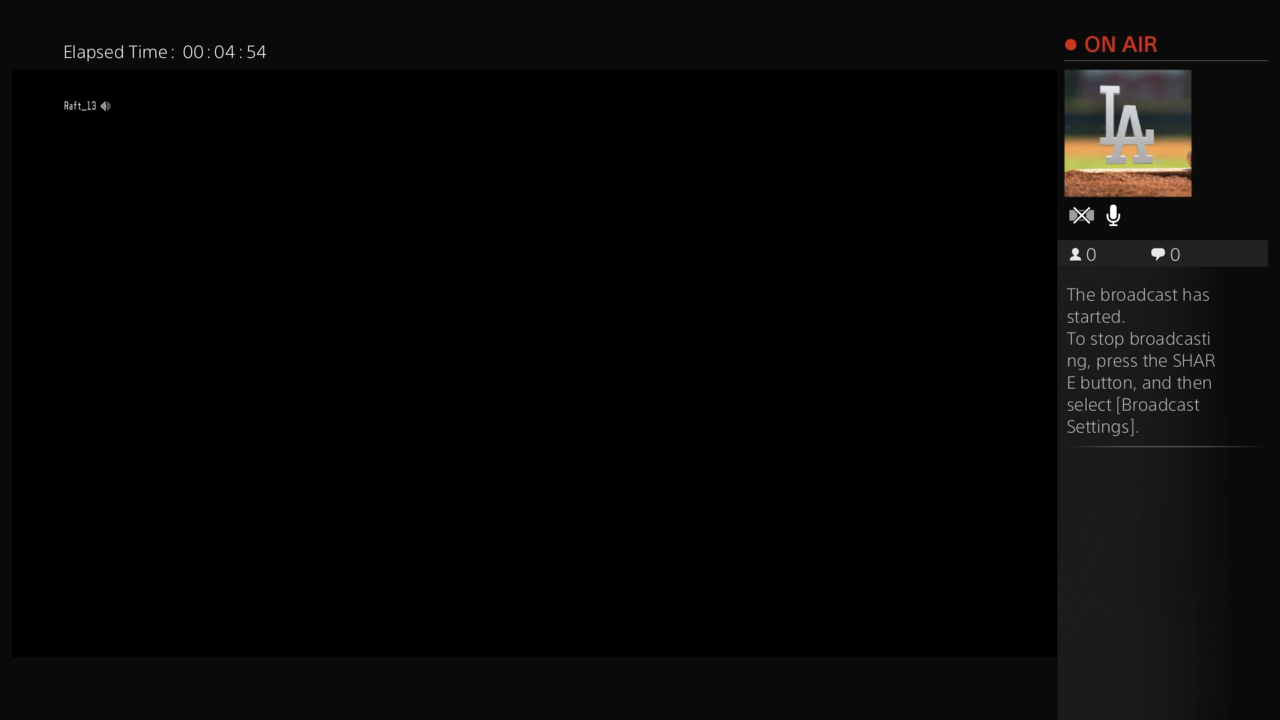 Elapsed Time: 00:04:54
ON AIR
Raft_13
LA
0 0
The broadcast has
started.
To stop broadcasti
ng, press the SHAR
E button, and then
select [Broadcast
Settings].